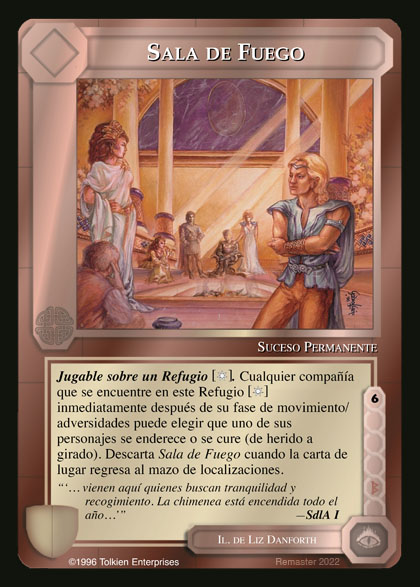 Sala de Fuego
Suceso Permanente
Jugable sobre un Refugio [ ]. Cualquier compañía
que se encuentre en este Refugio [ ]
inmediatamente después de su fase de movimiento/
adversidades puede elegir que uno de sus
personajes se enderece o se cure (de herido a
girado). Descarta Sala de Fuego cuando la carta de
lugar regresa al mazo de localizaciones.
“‘… vienen aquí quienes buscan tranquilidad y
recogimiento. La chimenea está encendida todo el
año…’”
—SdlA I
6
Il. de Liz Danforth
©1996 Tolkien Enterprises
Remaster 2022